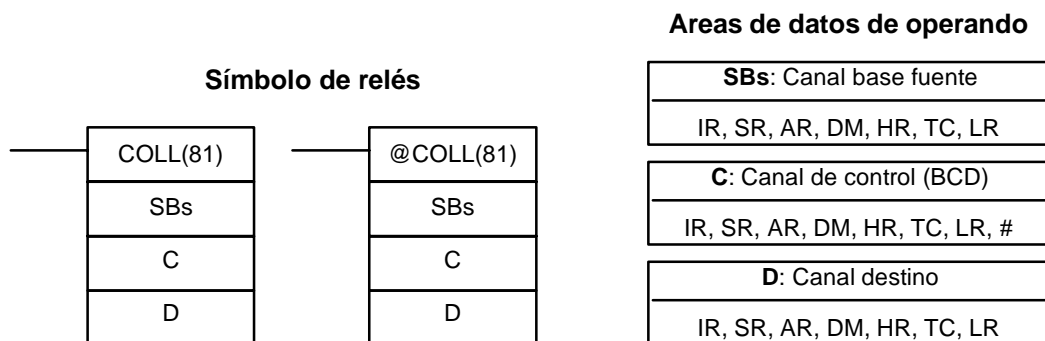 Símbolo de relés
COLL(81)
SBs
C
D
@COLL(81)
SBs
C
D
Areas de datos de operando
SBs: Canal base fuente
IR, SR, AR, DM, HR, TC, LR
C: Canal de control (BCD)
IR, SR, AR, DM, HR, TC, LR, #
D: Canal destino
IR, SR, AR, DM, HR, TC, LR